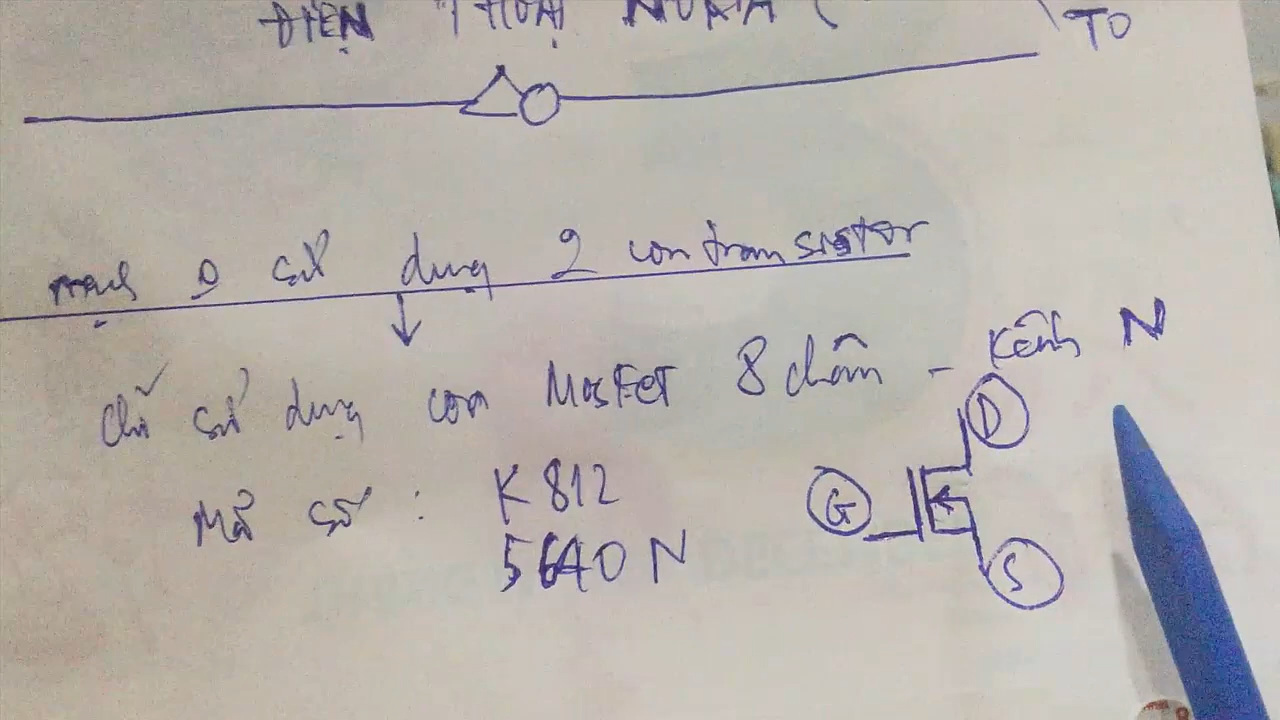 ĐIỆN THOẠI NOKIA ( ) TO
mạch sử dụng 2 con transistor
chỉ sử dụng con MOSFET 8 chân - Kênh N
Mã số : K812
5640 N
D
G
S